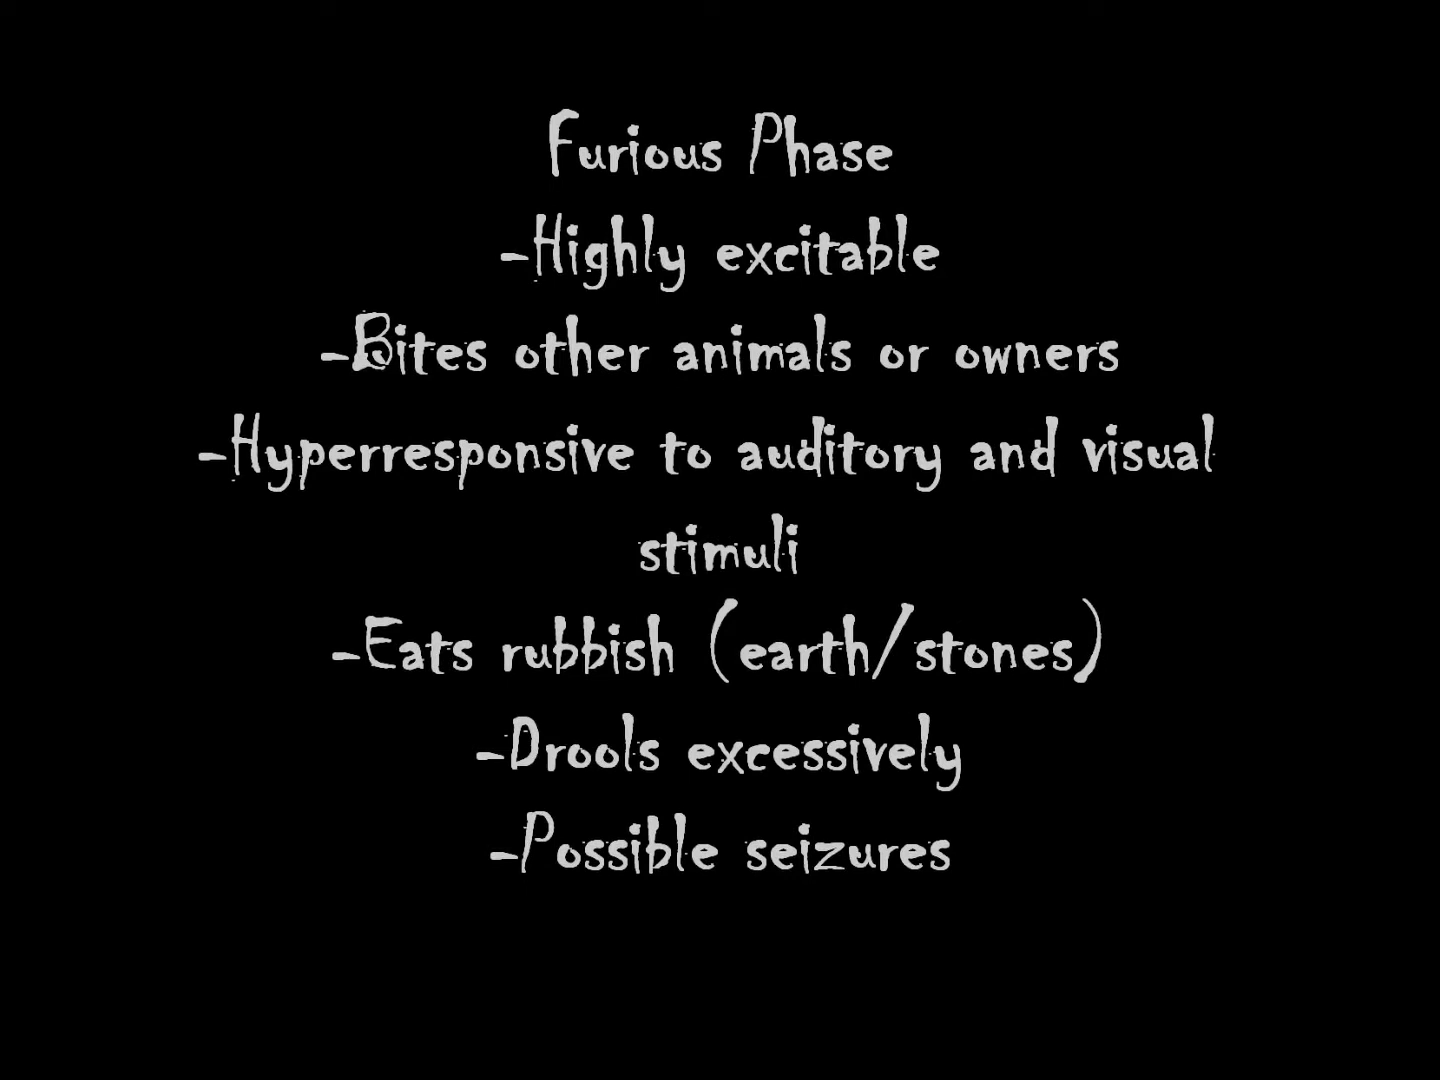 Furious Phase
-Highly excitable
-Bites other animals or owners
-Hyperresponsive to auditory and visual
stimuli
-Eats rubbish (earth/stones)
-Drools excessively
-Possible seizures